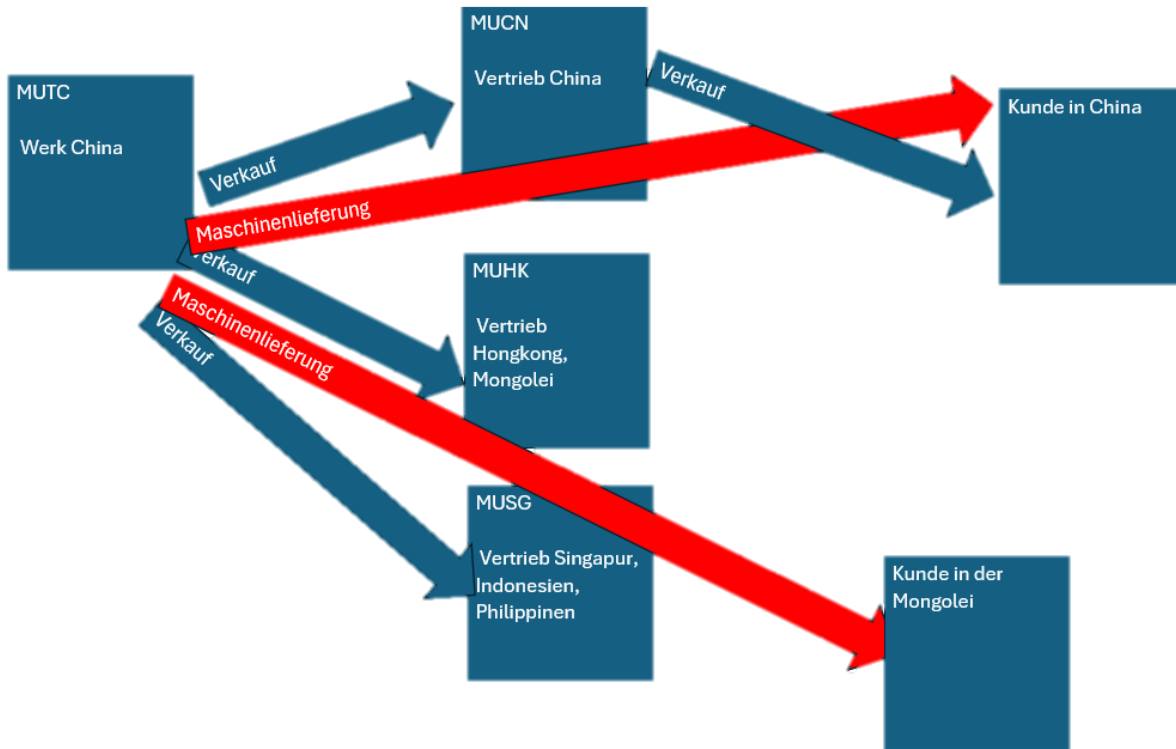 MUTC
Werk China
MUCN
Vertrieb China
Verkauf
Kunde in China
Verkauf
Maschinenlieferung
Verkauf
MUHK
Vertrieb
Hongkong,
Mongolei
Maschinenlieferung
Verkauf
MUSG
Vertrieb Singapur,
Indonesien,
Philippinen
Kunde in der
Mongolei